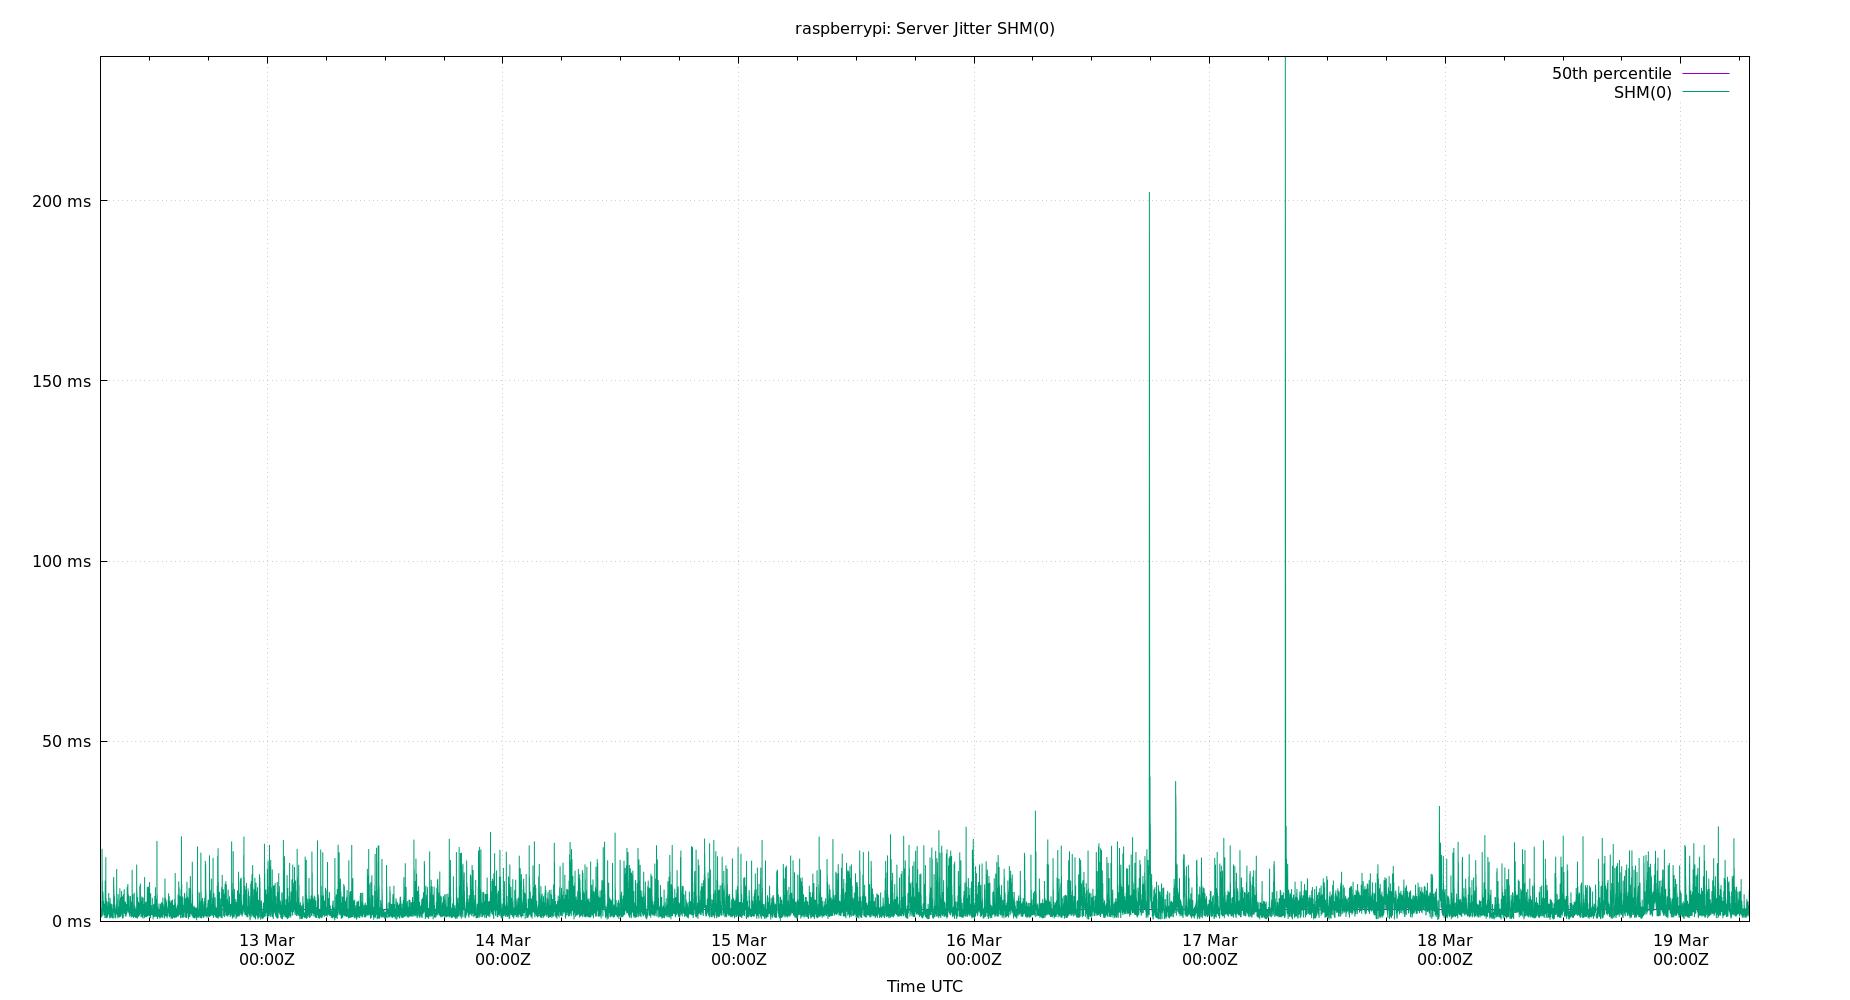 raspberrypi: Server Jitter SHM(0)
50th percentile
SHM(0)
200 ms
150 ms
100 ms
50 ms
0 ms
13 Mar 14 Mar 15 Mar 16 Mar 17 Mar 18 Mar 19 Mar
00:00Z 00:00Z 00:00Z 00:00Z 00:00Z 00:00Z 00:00Z
Time UTC